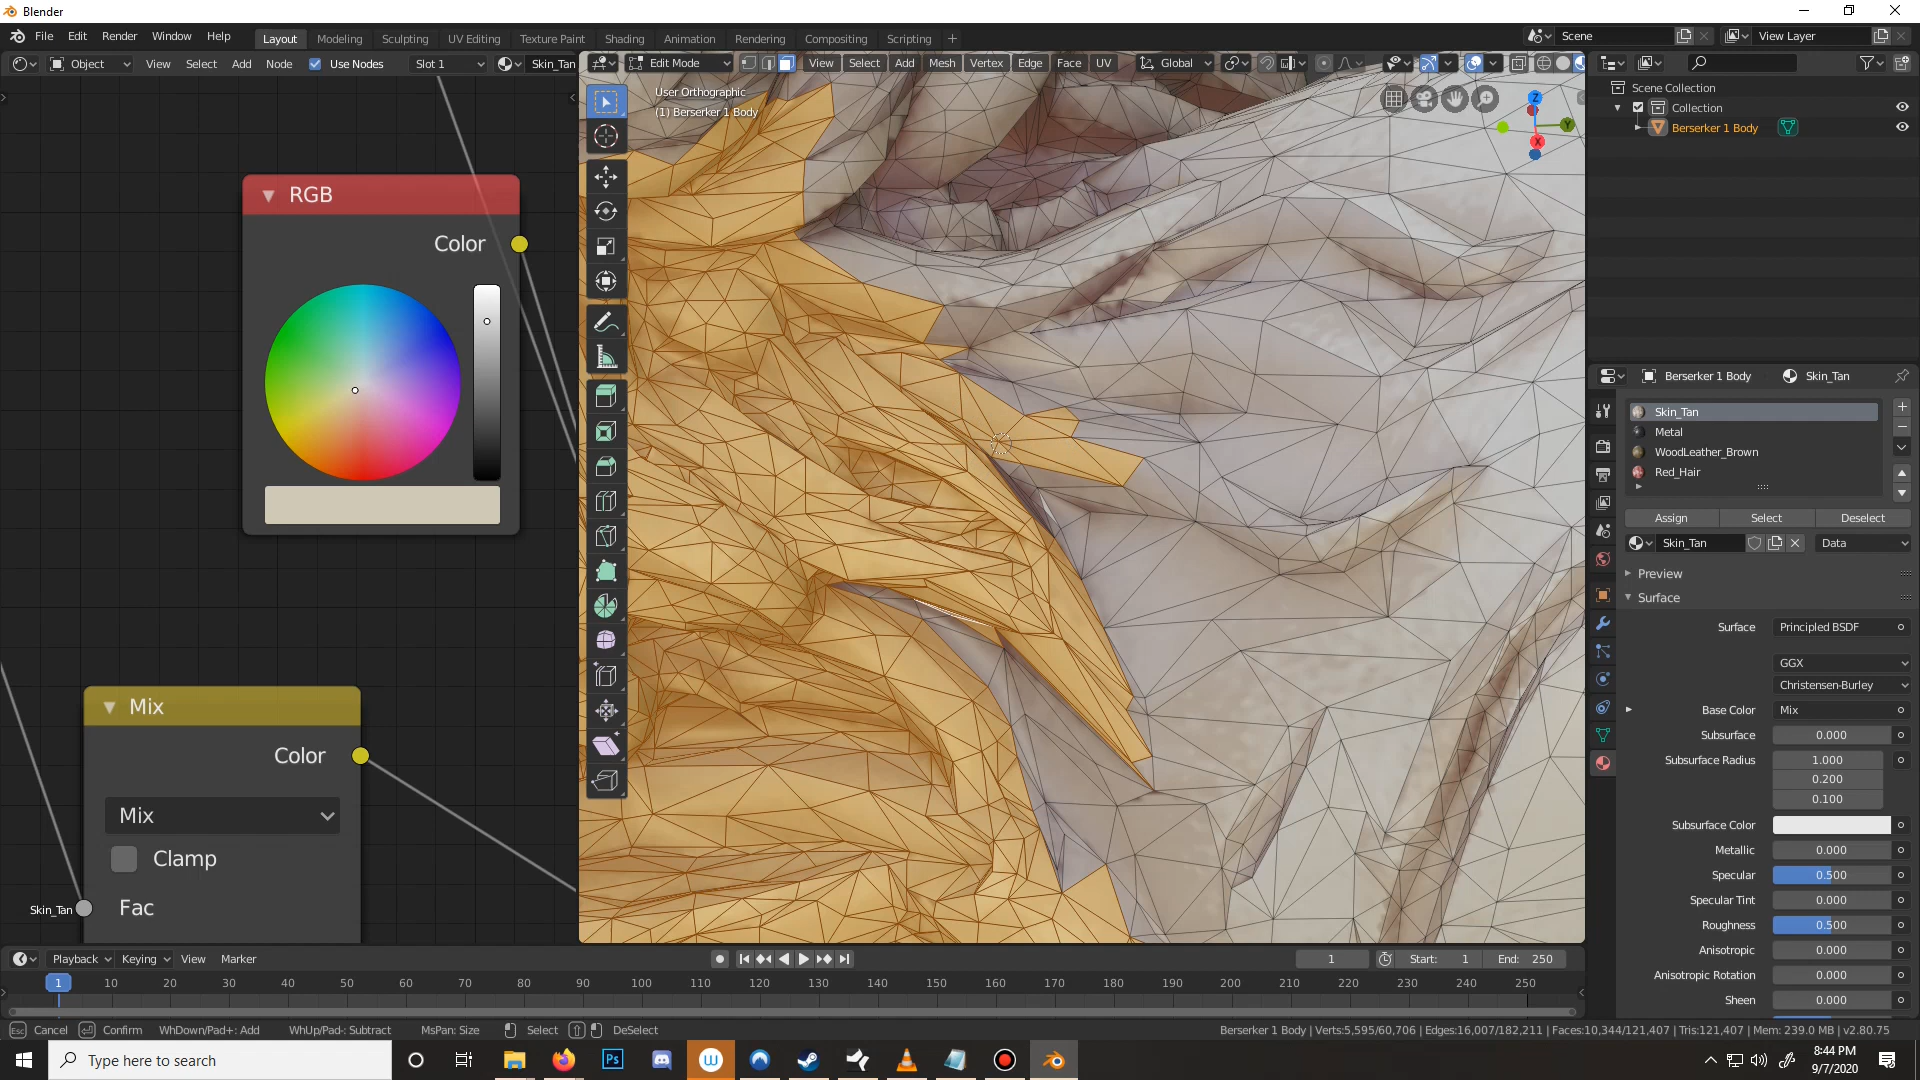 Blender
File Edit Render Window Help
Layout Modeling Sculpting UV Editing Texture Paint Shading Animation Rendering Compositing Scripting +
Scene
View Layer
Object View Select Add Node Use Nodes Slot 1 Skin_Tan
Edit Mode View Select Add Mesh Vertex Edge Face UV Global
User Orthographic
(1) Berserker 1 Body
Z
Y
X
Scene Collection
Collection
Berserker 1 Body
RGB
Color
Mix
Color
Mix
Clamp
Fac
Skin_Tan
Berserker 1 Body Skin_Tan
Skin_Tan
Metal
WoodLeather_Brown
Red_Hair
Assign Select Deselect
Skin_Tan Data
Preview
Surface
Surface Principled BSDF
GGX
Christensen-Burley
Base Color Mix
Subsurface 0.000
Subsurface Radius 1.000
0.200
0.100
Subsurface Color
Metallic 0.000
Specular 0.500
Specular Tint 0.000
Roughness 0.500
Anisotropic 0.000
Anisotropic Rotation 0.000
Sheen 0.000
Playback Keying View Marker
1 Start: 1 End: 250
1 10 20 30 40 50 60 70 80 90 100 110 120 130 140 150 160 170 180 190 200 210 220 230 240 250
Esc Cancel Confirm WhDown/Pad+: Add WhUp/Pad-: Subtract MsPan: Size Select DeSelect
Berserker 1 Body | Verts:5,595/60,706 | Edges:16,007/182,211 | Faces:10,344/121,407 | Tris:121,407 | Mem: 239.0 MB | v2.80.75
Type here to search
Ps
W
8:44 PM
9/7/2020